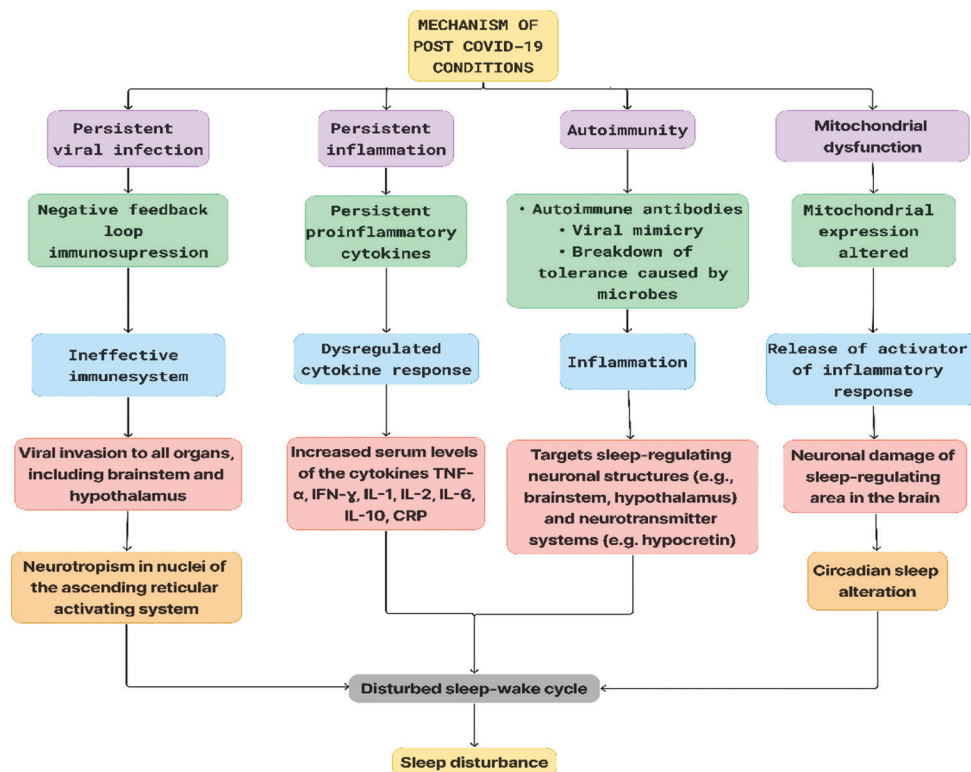 MECHANISM OF
POST COVID-19
CONDITIONS
Persistent
viral infection
Persistent
inflammation
Autoimmunity
Mitochondrial
dysfunction
Negative feedback
loop
immunosupression
Persistent
proinflammatory
cytokines
• Autoimmune antibodies
• Viral mimicry
• Breakdown of
tolerance caused by
microbes
Mitochondrial
expression
altered
Ineffective
immunesystem
Dysregulated
cytokine response
Inflammation
Release of activator
of inflammatory
response
Viral invasion to all organs,
including brainstem and
hypothalamus
Increased serum levels
of the cytokines TNF-
α, IFN-ɣ, IL-1, IL-2, IL-6,
IL-10, CRP
Targets sleep-regulating
neuronal structures (e.g.,
brainstem, hypothalamus)
and neurotransmitter
systems (e.g. hypocretin)
Neuronal damage of
sleep-regulating
area in the brain
Neurotropism in nuclei of
the ascending reticular
activating system
Circadian sleep
alteration
Disturbed sleep-wake cycle
Sleep disturbance